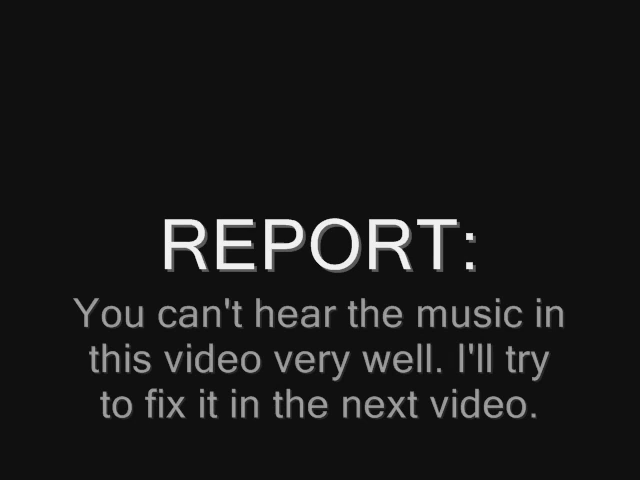 REPORT:
You can't hear the music in
this video very well. I'll try
to fix it in the next video.